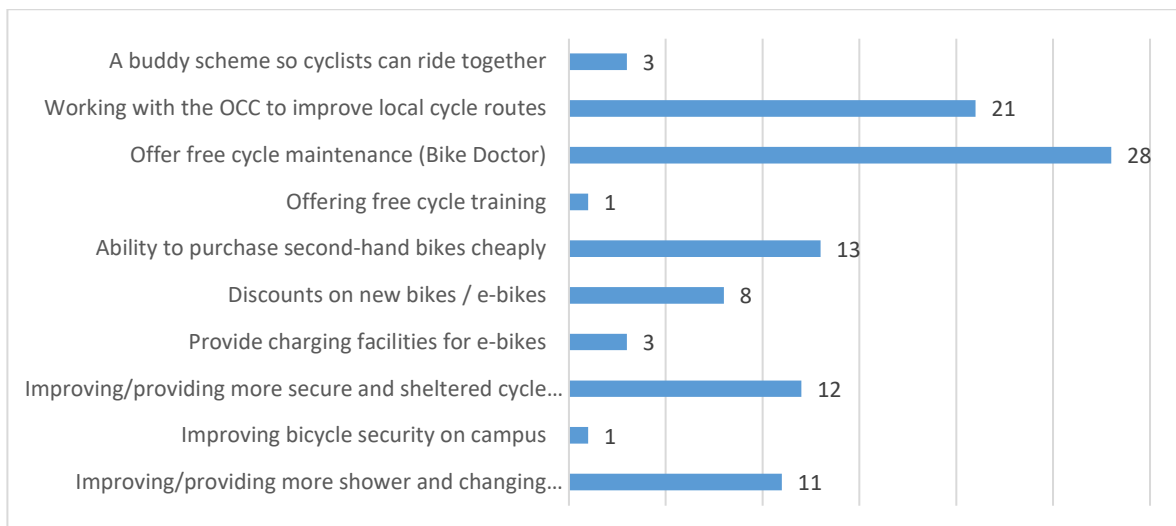 A buddy scheme so cyclists can ride together 3
Working with the OCC to improve local cycle routes 21
Offer free cycle maintenance (Bike Doctor) 28
Offering free cycle training 1
Ability to purchase second-hand bikes cheaply 13
Discounts on new bikes / e-bikes 8
Provide charging facilities for e-bikes 3
Improving/providing more secure and sheltered cycle... 12
Improving bicycle security on campus 1
Improving/providing more shower and changing... 11